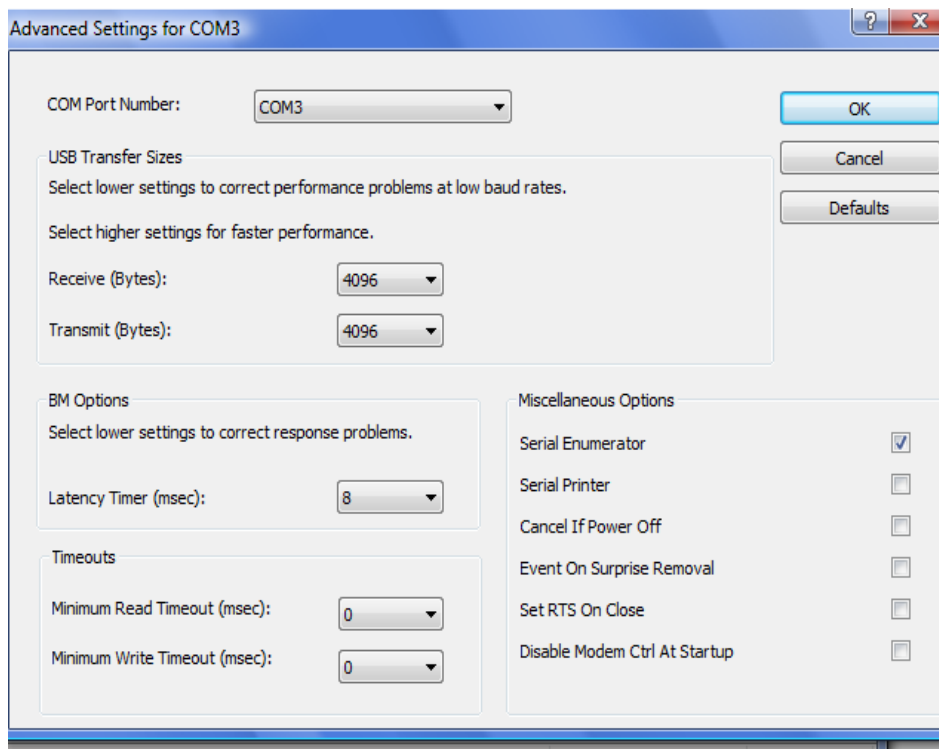 Advanced Settings for COM3
?
X
COM Port Number:
COM3
OK
USB Transfer Sizes
Cancel
Select lower settings to correct performance problems at low baud rates.
Defaults
Select higher settings for faster performance.
Receive (Bytes):
4096
Transmit (Bytes):
4096
BM Options
Select lower settings to correct response problems.
Latency Timer (msec):
8
Timeouts
Minimum Read Timeout (msec):
0
Minimum Write Timeout (msec):
0
Miscellaneous Options
Serial Enumerator
Serial Printer
Cancel If Power Off
Event On Surprise Removal
Set RTS On Close
Disable Modem Ctrl At Startup